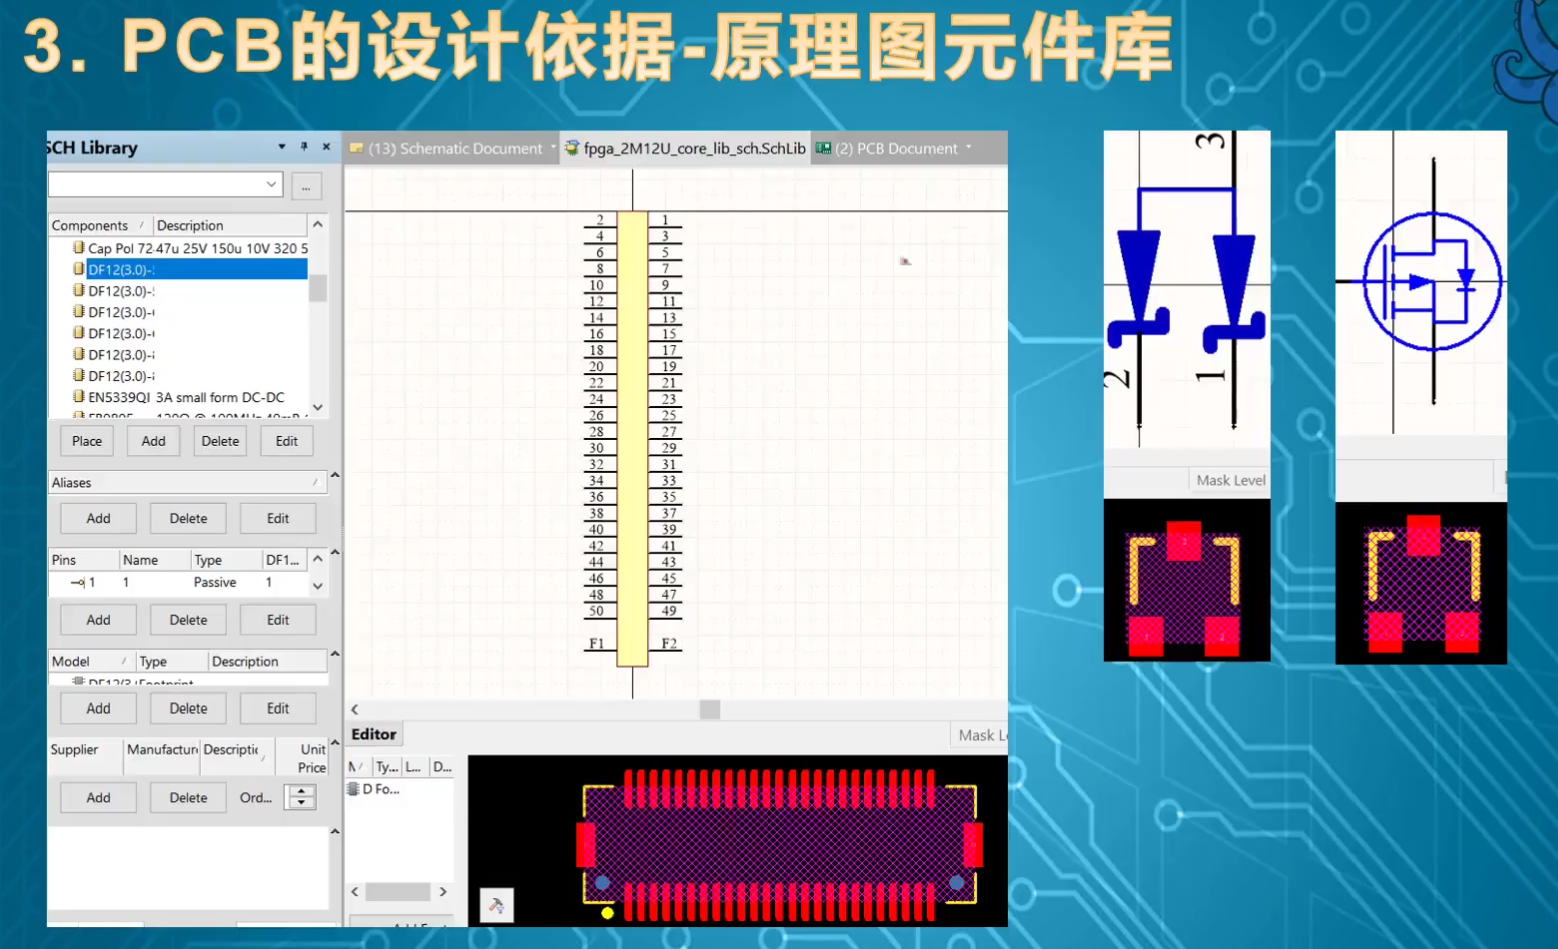 3. PCB的设计依据-原理图元件库
SCH Library
...
Components / Description
Cap Pol 72 47u 25V 150u 10V 320 5
DF12(3.0)-
DF12(3.0)-
DF12(3.0)-
DF12(3.0)-
DF12(3.0)-
DF12(3.0)-
EN5339QI 3A small form DC-DC
Place Add Delete Edit
Aliases /
Add Delete Edit
Pins Name Type DF1...
1 1 Passive 1
Add Delete Edit
Model / Type Description
Add Delete Edit
Supplier Manufactur Descriptic Unit Price
Add Delete Ord...
(13) Schematic Document
fpga_2M12U_core_lib_sch.SchLib
(2) PCB Document
2 1
4 3
6 5
8 7
10 9
12 11
14 13
16 15
18 17
20 19
22 21
24 23
26 25
28 27
30 29
32 31
34 33
36 35
38 37
40 39
42 41
44 43
46 45
48 47
50 49
F1 F2
Editor
Mask L
Ty... L... D...
D Fo...
3
2 1
Mask Level